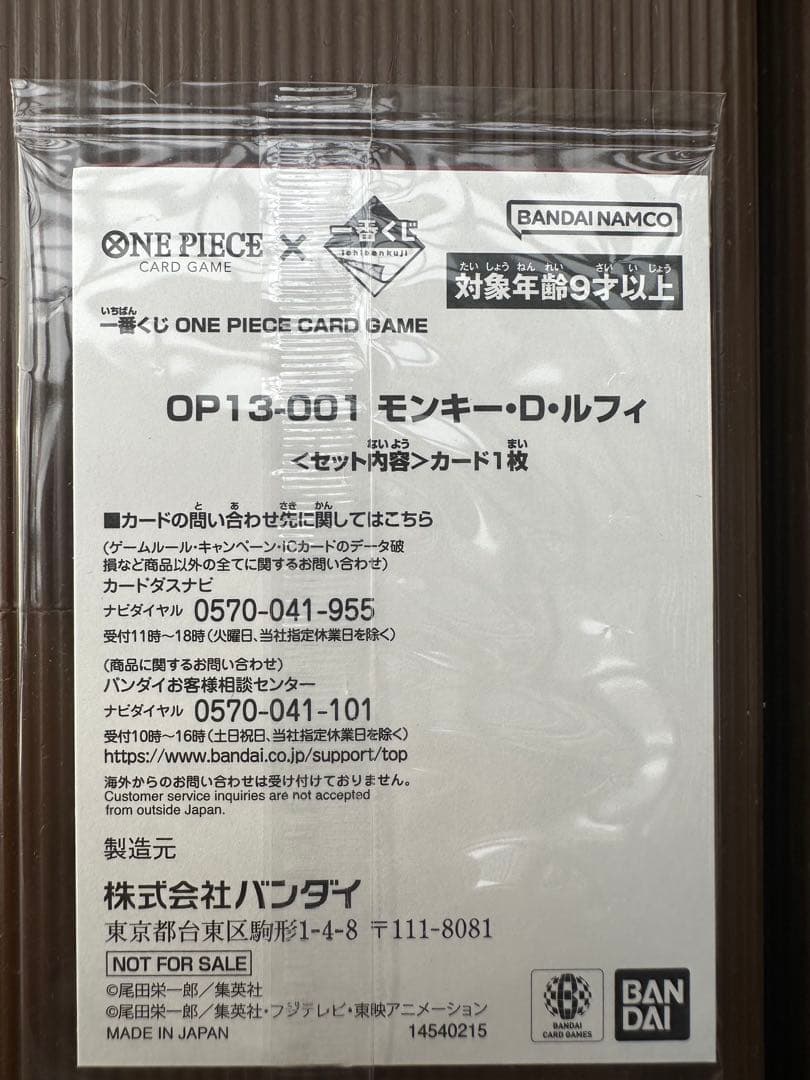 ONE PIECE CARD GAME × 一番くじ ichibankuji
BANDAI NAMCO
たいしょうねんれい さいいじょう
対象年齢9才以上
いちばん
一番くじ ONE PIECE CARD GAME
OP13-001 モンキー・D・ルフィ
ないよう まい
<セット内容>カード1枚
と あ さき かん
■カードの問い合わせ先に関してはこちら
(ゲームルール・キャンペーン・ICカードのデータ破
損など商品以外の全てに関するお問い合わせ)
カードダスナビ
ナビダイヤル 0570-041-955
受付11時~18時(火曜日、当社指定休業日を除く)
(商品に関するお問い合わせ)
バンダイお客様相談センター
ナビダイヤル 0570-041-101
受付10時~16時(土日祝日、当社指定休業日を除く)
https://www.bandai.co.jp/support/top
海外からのお問い合わせは受け付けておりません。
Customer service inquiries are not accepted
from outside Japan.
製造元
株式会社バンダイ
東京都台東区駒形1-4-8 〒111-8081
NOT FOR SALE
©尾田栄一郎/集英社
©尾田栄一郎/集英社・フジテレビ・東映アニメーション
MADE IN JAPAN 14540215
BANDAI
CARD GAMES
BAN
DAI